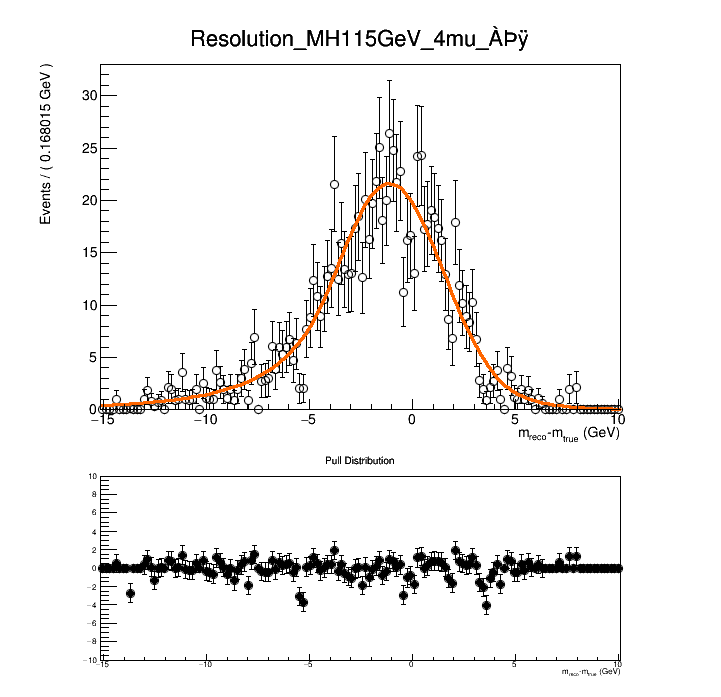 Resolution_MH115GeV_4mu_ÀÞÿ
Events / ( 0.168015 GeV )
30
25
20
15
10
5
0
−15 −10 −5 0 5 10
m_reco-m_true (GeV)
Pull Distribution
10
8
6
4
2
0
−2
−4
−6
−8
−10
−15 −10 −5 0 5 10
m_reco-m_true (GeV)